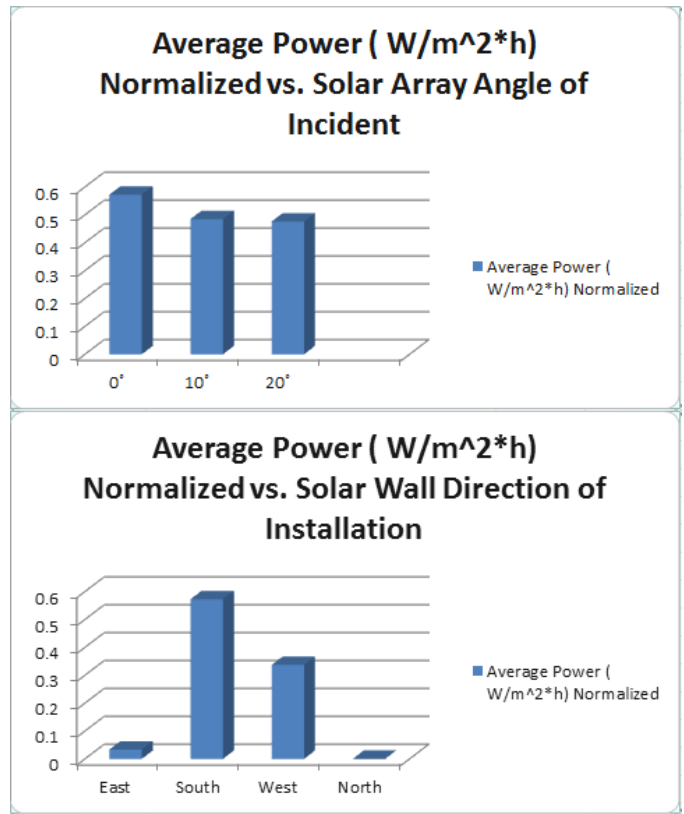 Average Power ( W/m^2*h)
Normalized vs. Solar Array Angle of
Incident
0.6
0.5
0.4
0.3
0.2
0.1
0
0˚ 10˚ 20˚
Average Power (
W/m^2*h) Normalized
Average Power ( W/m^2*h)
Normalized vs. Solar Wall Direction of
Installation
0.6
0.5
0.4
0.3
0.2
0.1
0
East South West North
Average Power (
W/m^2*h) Normalized